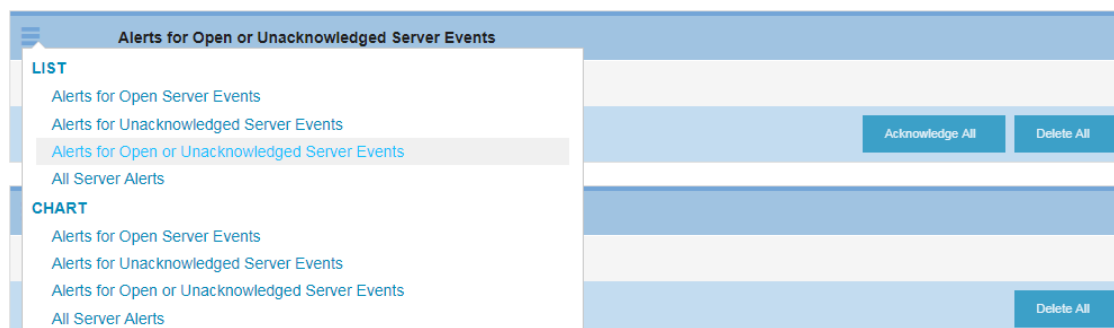 Alerts for Open or Unacknowledged Server Events
LIST
Alerts for Open Server Events
Alerts for Unacknowledged Server Events
Alerts for Open or Unacknowledged Server Events
All Server Alerts
Acknowledge All
Delete All
CHART
Alerts for Open Server Events
Alerts for Unacknowledged Server Events
Alerts for Open or Unacknowledged Server Events
All Server Alerts
Delete All